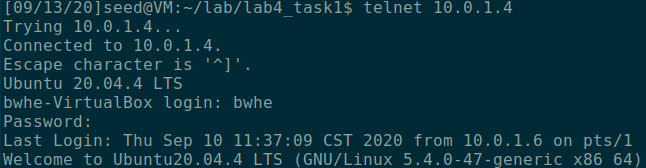 [09/13/20]seed@VM:~/lab/lab4_task1$ telnet 10.0.1.4
Trying 10.0.1.4...
Connected to 10.0.1.4.
Escape character is '^]'.
Ubuntu 20.04.4 LTS
bwhe-VirtualBox login: bwhe
Password:
Last Login: Thu Sep 10 11:37:09 CST 2020 from 10.0.1.6 on pts/1
Welcome to Ubuntu20.04.4 LTS (GNU/Linux 5.4.0-47-generic x86 64)